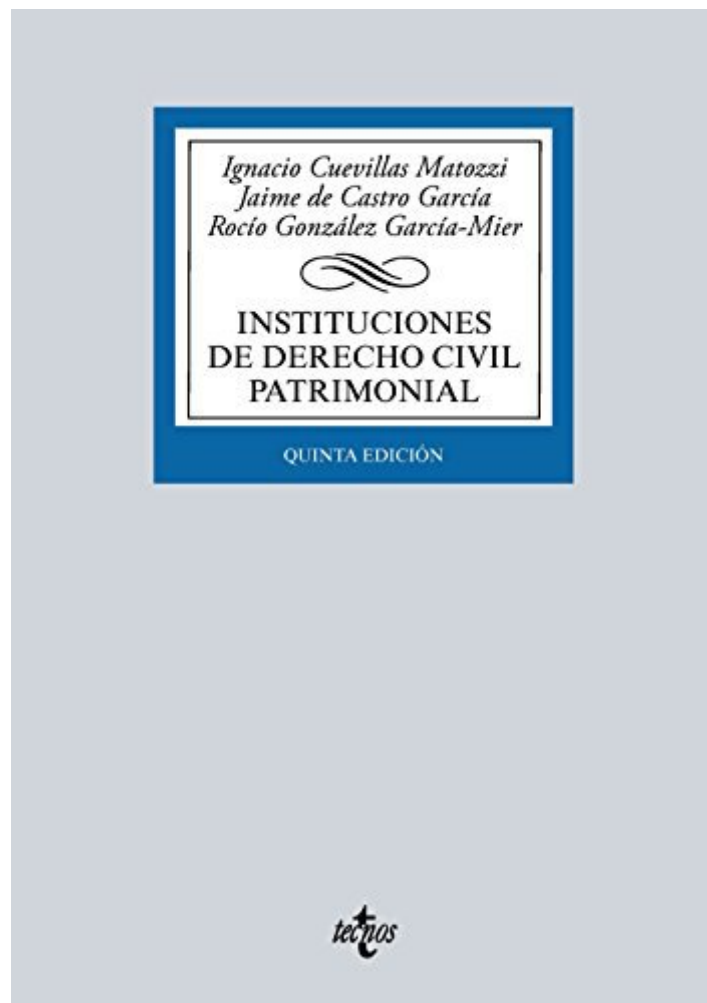 Ignacio Cuevillas Matozzi
Jaime de Castro García
Rocío González García-Mier
INSTITUCIONES
DE DERECHO CIVIL
PATRIMONIAL
QUINTA EDICIÓN
tecnos